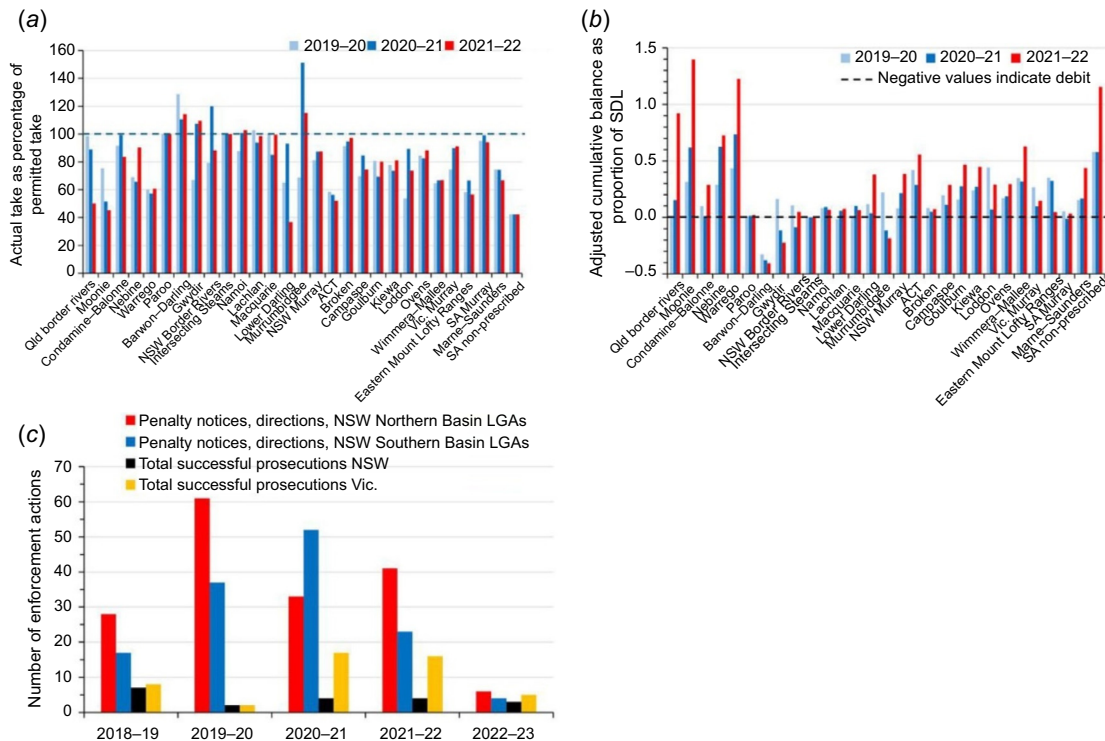 (a)
Actual take as percentage of
permitted take
160
140
120
100
80
60
40
20
0
2019–20 2020–21 2021–22
Qld border rivers
Moonie
Condamine–Balonne
Nebine
Warrego
Paroo
Barwon–Darling
Gwydir
NSW Border Rivers
Intersecting Steams
Namoi
Lachlan
Macquarie
Lower Darling
Murrumbidgee
NSW Murray
ACT
Broken
Campaspe
Goulburn
Kiewa
Loddon
Ovens
Wimmera–Mallee
Vic. Murray
Eastern Mount Lofty Ranges
SA Murray
Marne–Saunders
SA non-prescribed
(b)
Adjusted cumulative balance as
proportion of SDL
1.5
1.0
0.5
0.0
–0.5
2019–20 2020–21 2021–22
Negative values indicate debit
Qld border rivers
Moonie
Condamine–Balonne
Nebine
Warrego
Paroo
Barwon–Darling
Gwydir
NSW Border Rivers
Intersecting Steams
Namoi
Lachlan
Macquarie
Lower Darling
Murrumbidgee
NSW Murray
ACT
Broken
Campaspe
Goulburn
Kiewa
Loddon
Ovens
Wimmera–Mallee
Vic. Murray
Eastern Mount Lofty Ranges
SA Murray
Marne–Saunders
SA non-prescribed
(c)
Penalty notices, directions, NSW Northern Basin LGAs
Penalty notices, directions, NSW Southern Basin LGAs
Total successful prosecutions NSW
Total successful prosecutions Vic.
Number of enforcement actions
70
60
50
40
30
20
10
0
2018–19 2019–20 2020–21 2021–22 2022–23